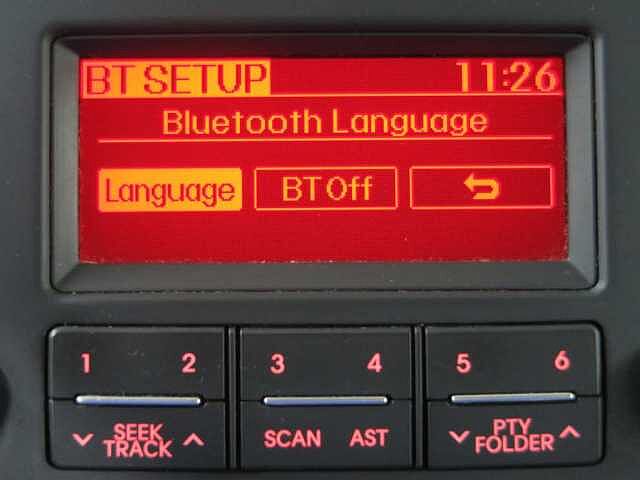 BT SETUP 11:26
Bluetooth Language
Language BT Off
1 2 3 4 5 6
SEEK TRACK SCAN AST PTY FOLDER